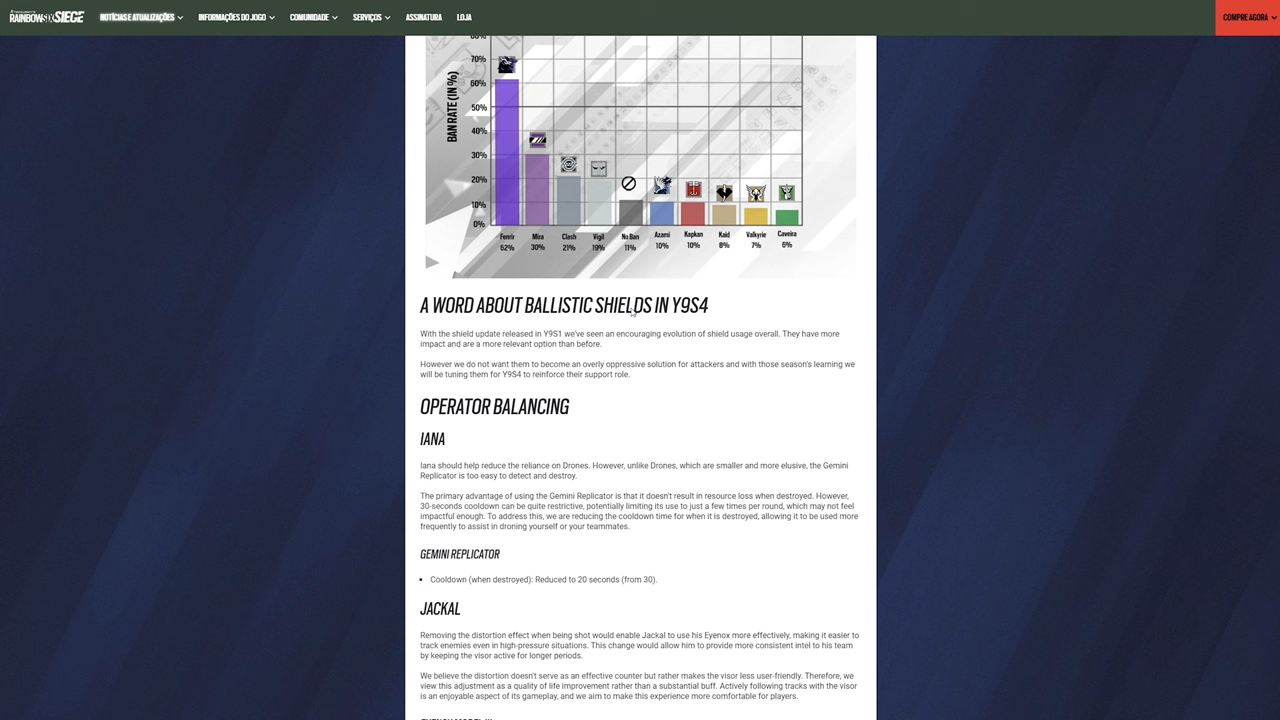 RAINBOWSIX SIEGE NOTÍCIAS E ATUALIZAÇÕES INFORMAÇÕES DO JOGO COMUNIDADE SERVIÇOS ASSINATURA LOJA COMPRE AGORA
80%
70%
60%
50%
40%
30%
20%
10%
0%
BAN RATE (IN %)
Fenrir Mira Clash Vigil No Ban Azami Kapkan Kaid Valkyrie Caveira
62% 30% 21% 19% 11% 10% 10% 8% 7% 6%
A WORD ABOUT BALLISTIC SHIELDS IN Y9S4
With the shield update released in Y9S1 we've seen an encouraging evolution of shield usage overall. They have more
impact and are a more relevant option than before.
However we do not want them to become an overly oppressive solution for attackers and with those season's learning we
will be tuning them for Y9S4 to reinforce their support role.
OPERATOR BALANCING
IANA
Iana should help reduce the reliance on Drones. However, unlike Drones, which are smaller and more elusive, the Gemini
Replicator is too easy to detect and destroy.
The primary advantage of using the Gemini Replicator is that it doesn't result in resource loss when destroyed. However,
30-seconds cooldown can be quite restrictive, potentially limiting its use to just a few times per round, which may not feel
impactful enough. To address this, we are reducing the cooldown time for when it is destroyed, allowing it to be used more
frequently to assist in droning yourself or your teammates.
GEMINI REPLICATOR
▪ Cooldown (when destroyed): Reduced to 20 seconds (from 30).
JACKAL
Removing the distortion effect when being shot would enable Jackal to use his Eyenox more effectively, making it easier to
track enemies even in high-pressure situations. This change would allow him to provide more consistent intel to his team
by keeping the visor active for longer periods.
We believe the distortion doesn't serve as an effective counter but rather makes the visor less user-friendly. Therefore, we
view this adjustment as a quality of life improvement rather than a substantial buff. Actively following tracks with the visor
is an enjoyable aspect of its gameplay, and we aim to make this experience more comfortable for players.